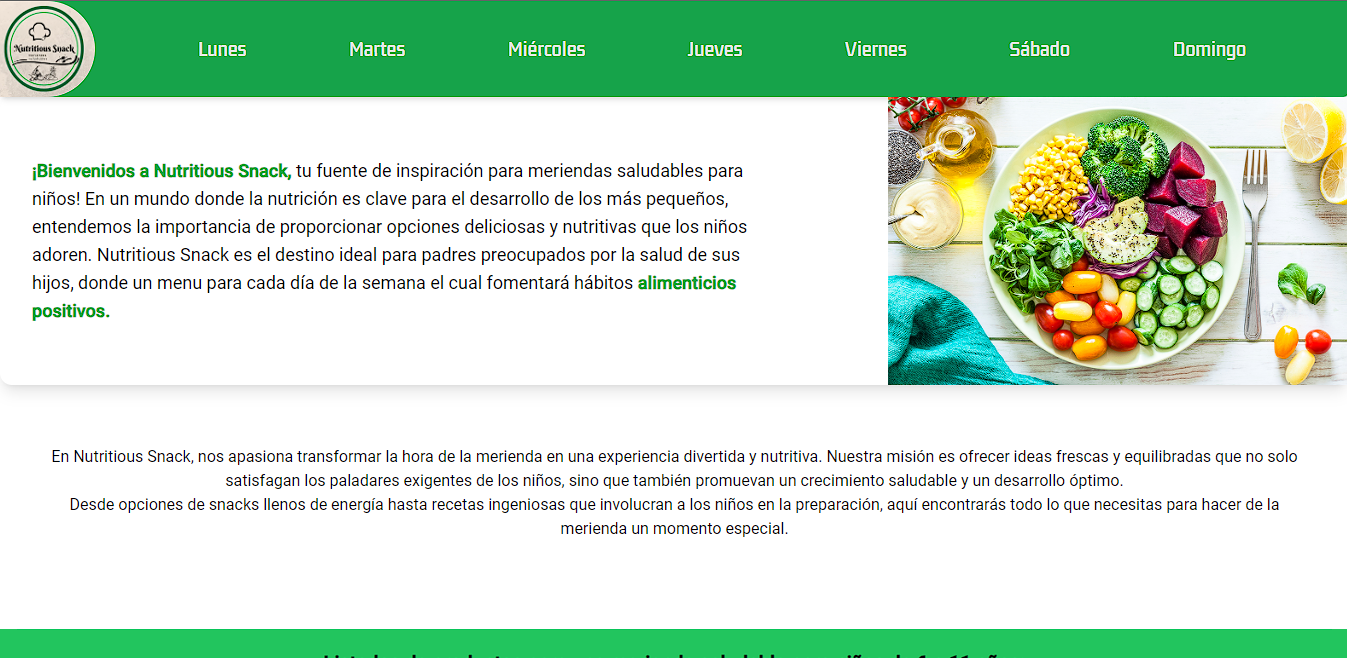 Nutritious Snack
Lunes
Martes
Miércoles
Jueves
Viernes
Sábado
Domingo
¡Bienvenidos a Nutritious Snack, tu fuente de inspiración para meriendas saludables para
niños! En un mundo donde la nutrición es clave para el desarrollo de los más pequeños,
entendemos la importancia de proporcionar opciones deliciosas y nutritivas que los niños
adoren. Nutritious Snack es el destino ideal para padres preocupados por la salud de sus
hijos, donde un menu para cada día de la semana el cual fomentará hábitos alimenticios
positivos.
En Nutritious Snack, nos apasiona transformar la hora de la merienda en una experiencia divertida y nutritiva. Nuestra misión es ofrecer ideas frescas y equilibradas que no solo
satisfagan los paladares exigentes de los niños, sino que también promuevan un crecimiento saludable y un desarrollo óptimo.
Desde opciones de snacks llenos de energía hasta recetas ingeniosas que involucran a los niños en la preparación, aquí encontrarás todo lo que necesitas para hacer de la
merienda un momento especial.